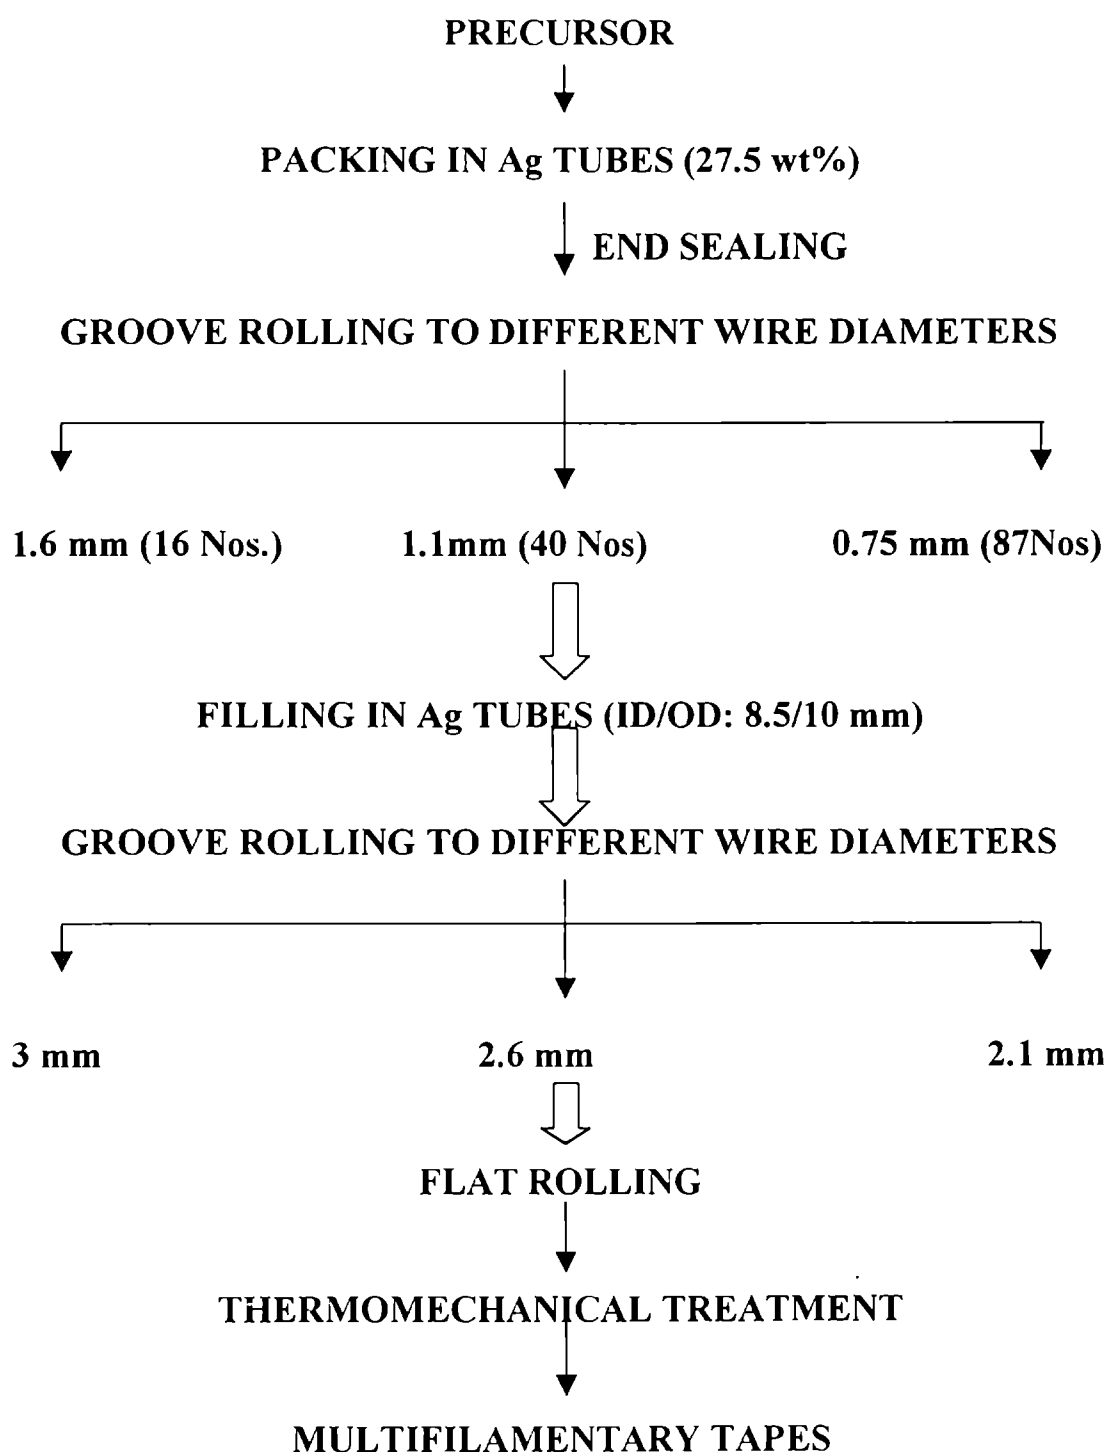 PRECURSOR
PACKING IN Ag TUBES (27.5 wt%)
END SEALING
GROOVE ROLLING TO DIFFERENT WIRE DIAMETERS
1.6 mm (16 Nos.) 1.1mm (40 Nos) 0.75 mm (87Nos)
FILLING IN Ag TUBES (ID/OD: 8.5/10 mm)
GROOVE ROLLING TO DIFFERENT WIRE DIAMETERS
3 mm 2.6 mm 2.1 mm
FLAT ROLLING
THERMOMECHANICAL TREATMENT
MULTIFILAMENTARY TAPES